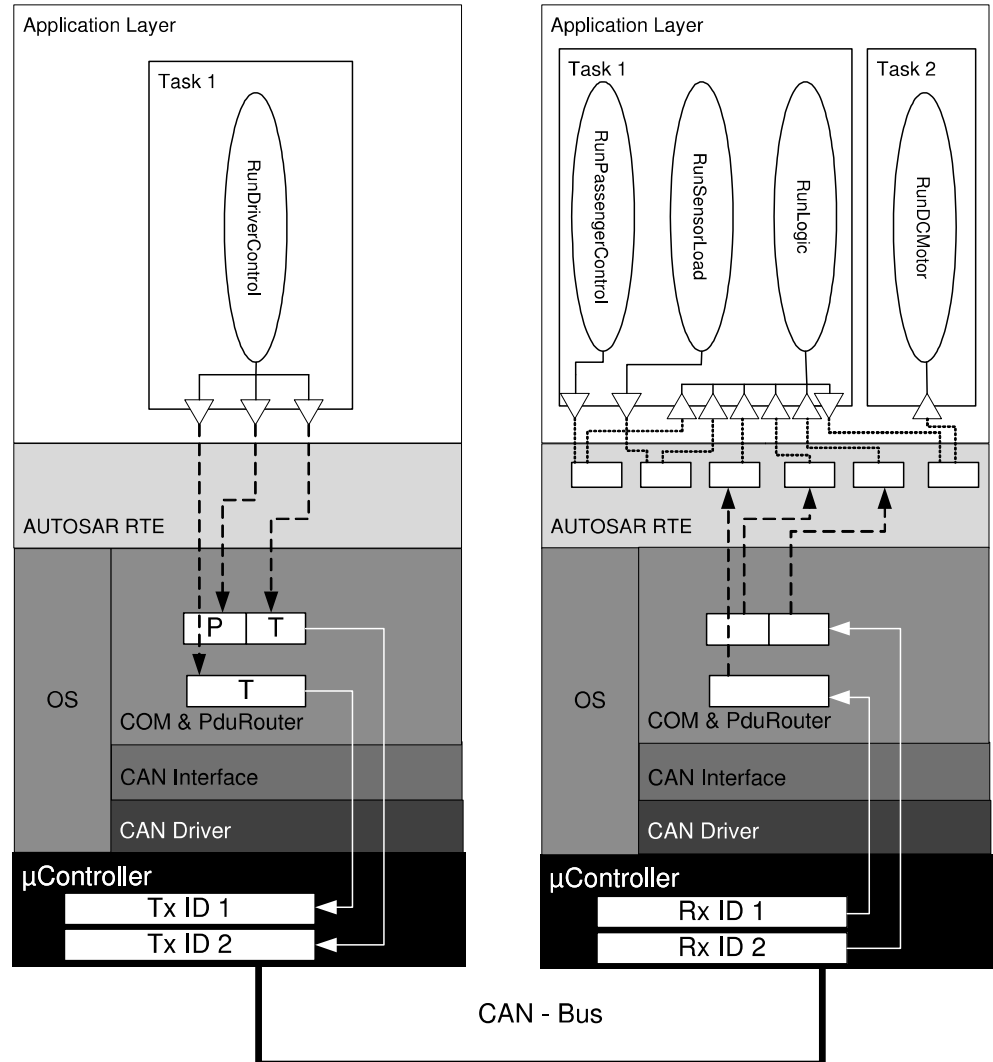 Application Layer
Task 1
RunDriverControl
AUTOSAR RTE
P T
T
OS
COM & PduRouter
CAN Interface
CAN Driver
μController
Tx ID 1
Tx ID 2
Application Layer
Task 1
RunPassengerControl
RunSensorLoad
RunLogic
Task 2
RunDCMotor
AUTOSAR RTE
OS
COM & PduRouter
CAN Interface
CAN Driver
μController
Rx ID 1
Rx ID 2
CAN - Bus